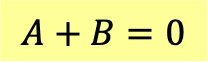 A + B = 0